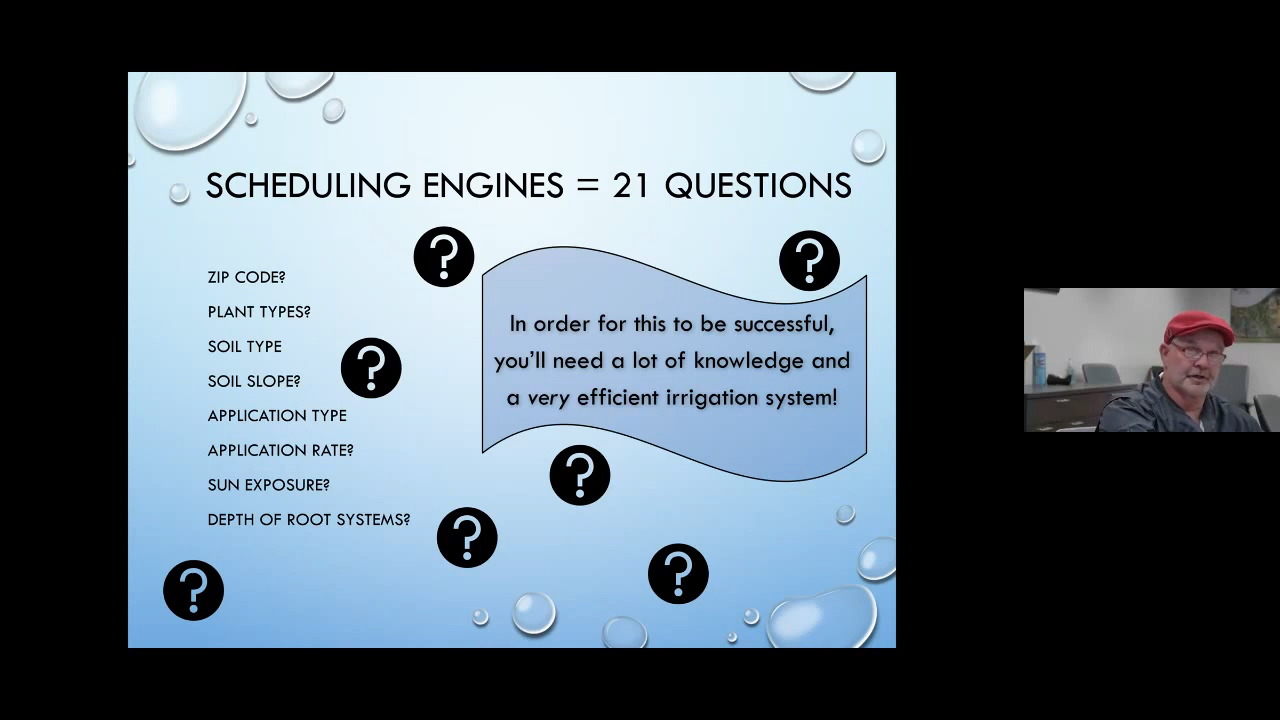 SCHEDULING ENGINES = 21 QUESTIONS
ZIP CODE?
PLANT TYPES?
SOIL TYPE
SOIL SLOPE?
APPLICATION TYPE
APPLICATION RATE?
SUN EXPOSURE?
DEPTH OF ROOT SYSTEMS?
In order for this to be successful,
you'll need a lot of knowledge and
a very efficient irrigation system!
?
?
?
?
?
?
?